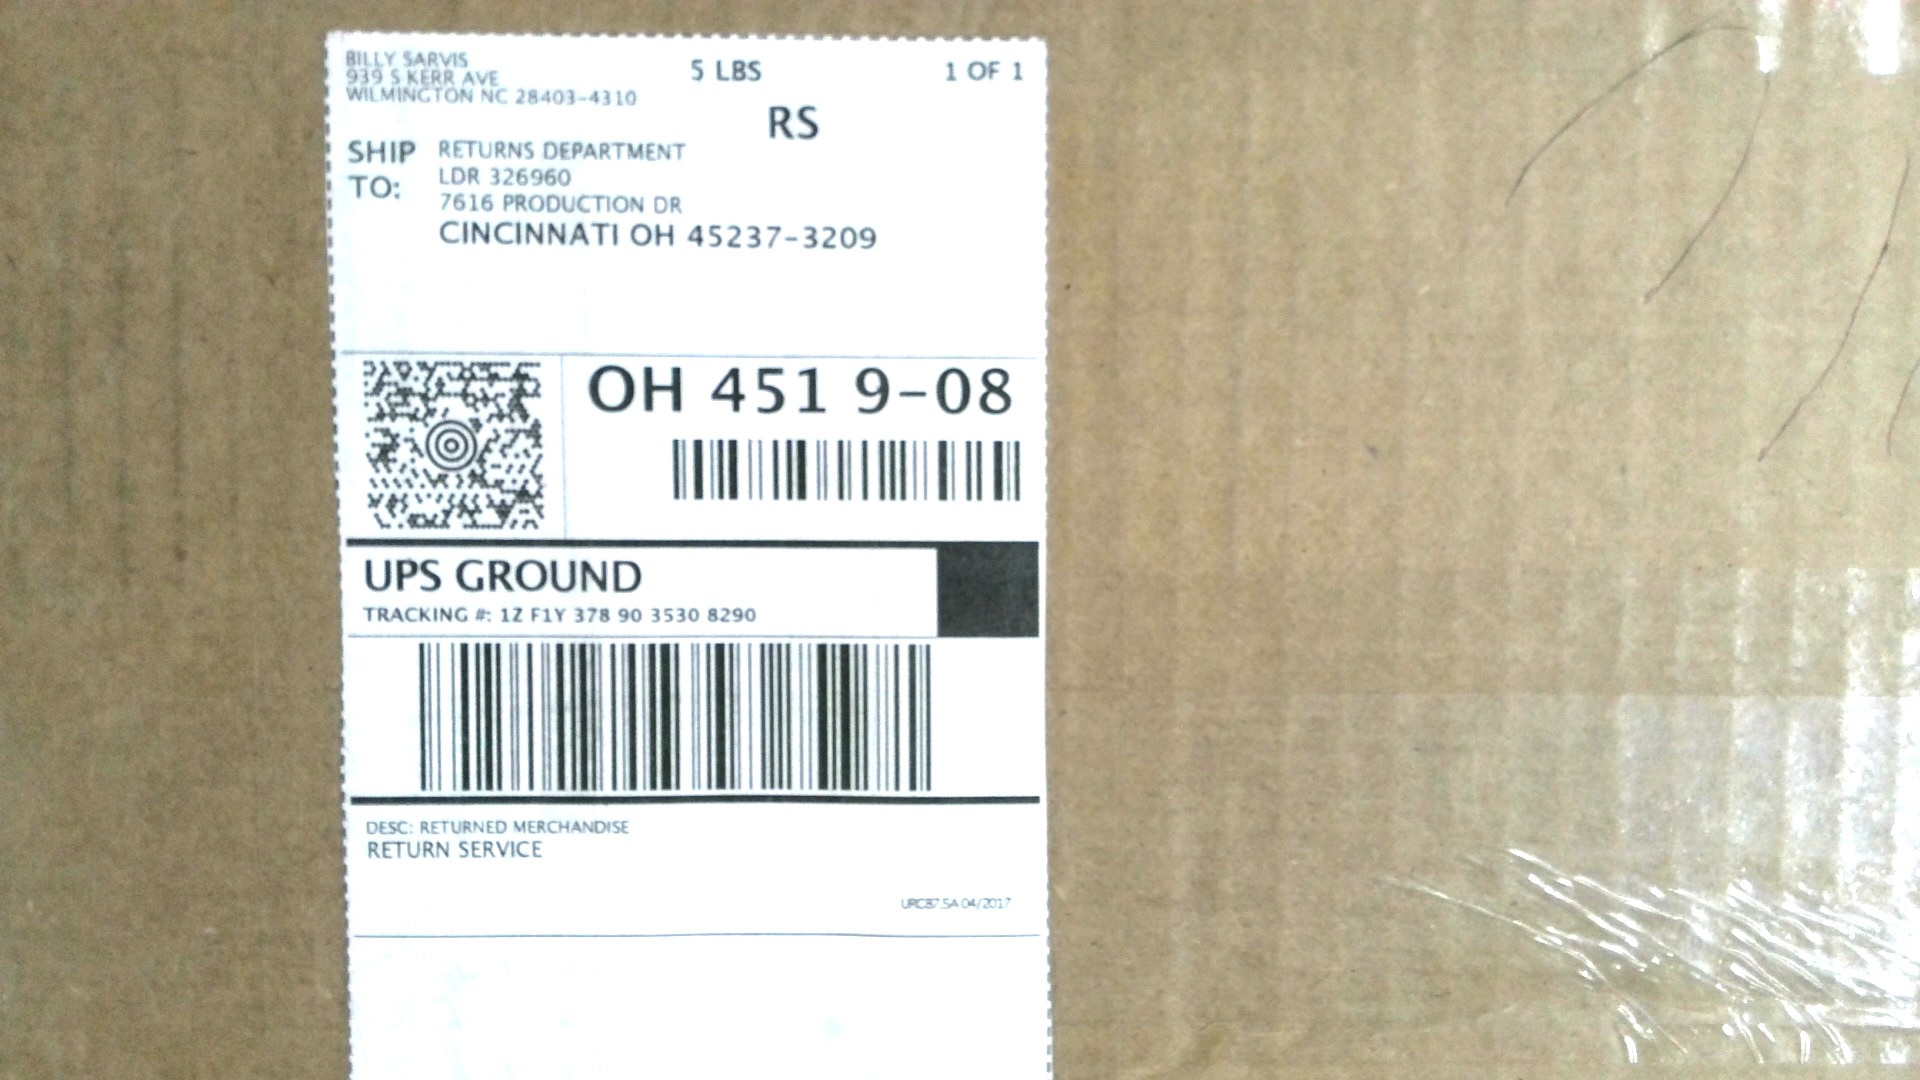 BILLY SARVIS
939 S KERR AVE
WILMINGTON NC 28403-4310
5 LBS
1 OF 1
RS
SHIP TO:
RETURNS DEPARTMENT
LDR 326960
7616 PRODUCTION DR
CINCINNATI OH 45237-3209
OH 451 9-08
UPS GROUND
TRACKING #: 1Z F1Y 378 90 3530 8290
DESC: RETURNED MERCHANDISE
RETURN SERVICE
URC87.5A 04/2017